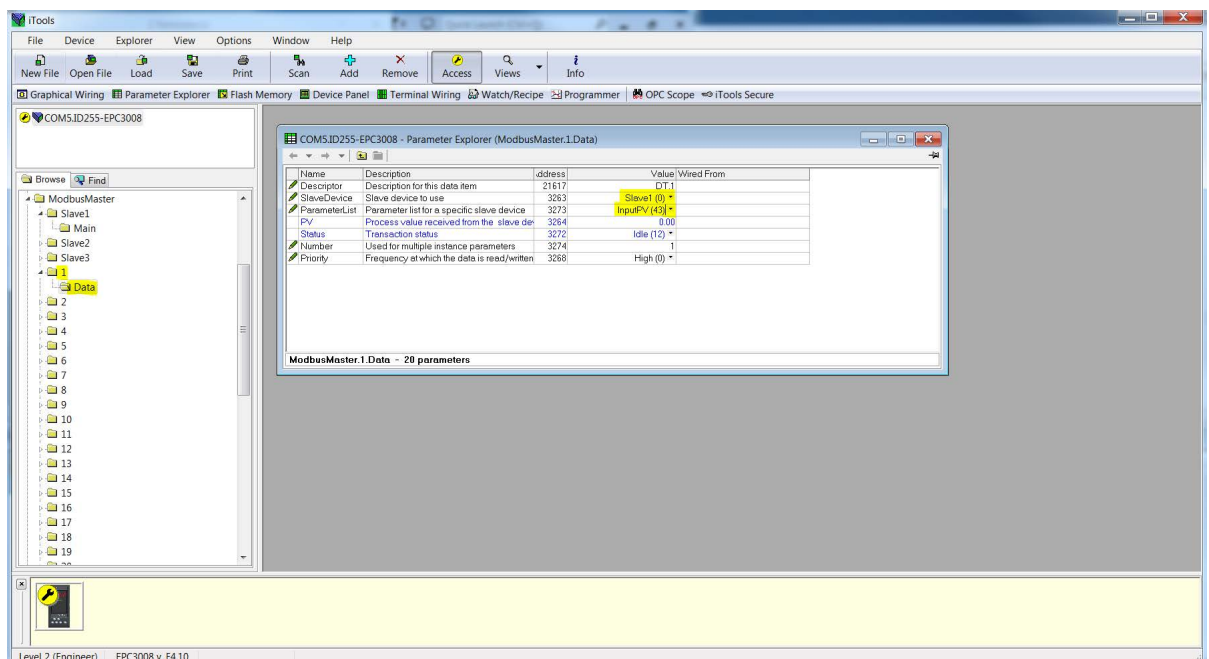 iTools
File Device Explorer View Options Window Help
New File Open File Load Save Print Scan Add Remove Access Views Info
Graphical Wiring Parameter Explorer Flash Memory Device Panel Terminal Wiring Watch/Recipe Programmer OPC Scope iTools Secure
COM5.ID255-EPC3008
Browse Find
ModbusMaster
Slave1
Main
Slave2
Slave3
1
Data
2
3
4
5
6
7
8
9
10
11
12
13
14
15
16
17
18
19
COM5.ID255-EPC3008 - Parameter Explorer (ModbusMaster.1.Data)
Name Description ddress Value Wired From
Descriptor Description for this data item 21617 DT.1
SlaveDevice Slave device to use 3263 Slave1 (0)
ParameterList Parameter list for a specific slave device 3273 InputPV (43)
PV Process value received from the slave de 3264 0.00
Status Transaction status 3272 Idle (12)
Number Used for multiple instance parameters 3274 1
Priority Frequency at which the data is read/written 3268 High (0)
ModbusMaster.1.Data - 20 parameters
Level 2 (Engineer) EPC3008 v. E4.10